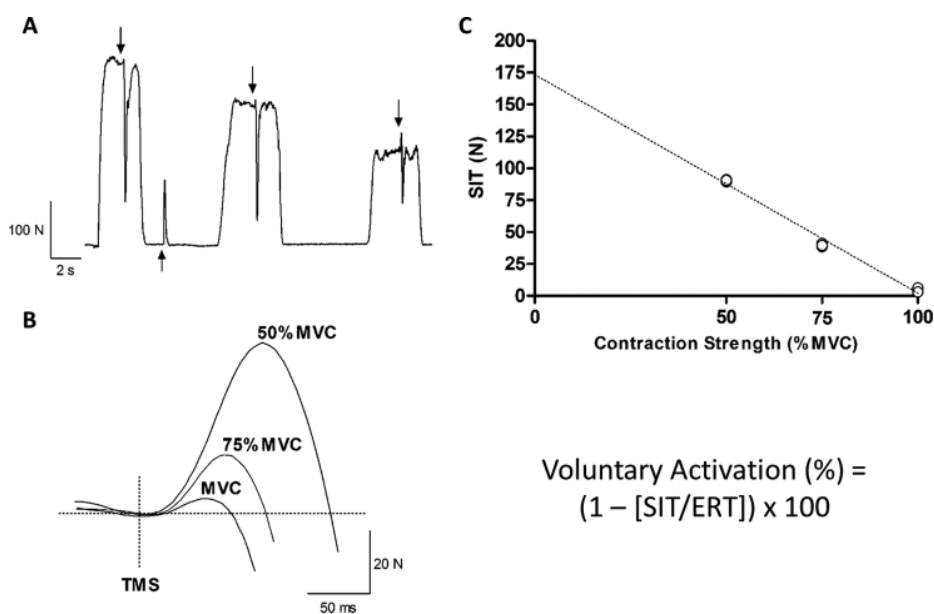 A
100 N
2 s
B
50% MVC
75% MVC
MVC
TMS
20 N
50 ms
C
SIT (N)
200
175
150
125
100
75
50
25
0
0 50 75 100
Contraction Strength (%MVC)
Voluntary Activation (%) =
(1 – [SIT/ERT]) x 100